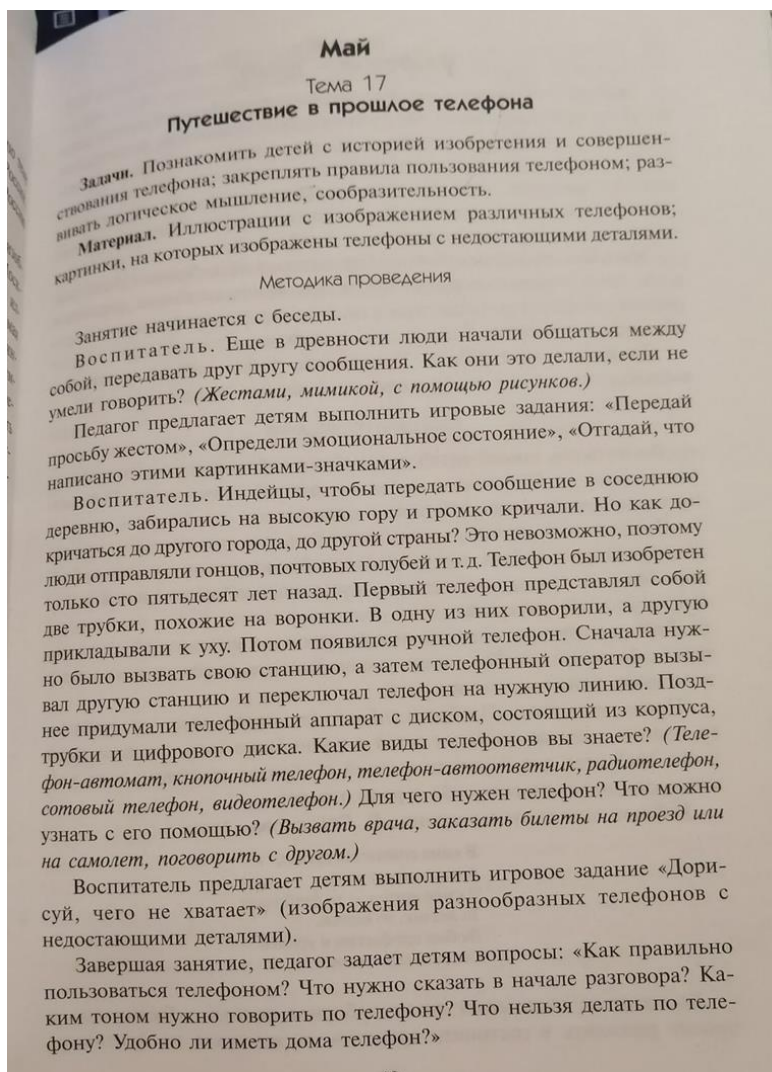 Май
Тема 17
Путешествие в прошлое телефона
Задачи. Познакомить детей с историей изобретения и совершен-
ствования телефона; закреплять правила пользования телефоном; раз-
вивать логическое мышление, сообразительность.
Материал. Иллюстрации с изображением различных телефонов;
картинки, на которых изображены телефоны с недостающими деталями.
Методика проведения
Занятие начинается с беседы.
Воспитатель. Еще в древности люди начали общаться между
собой, передавать друг другу сообщения. Как они это делали, если не
умели говорить? (Жестами, мимикой, с помощью рисунков.)
Педагог предлагает детям выполнить игровые задания: «Передай
просьбу жестом», «Определи эмоциональное состояние», «Отгадай, что
написано этими картинками-значками».
Воспитатель. Индейцы, чтобы передать сообщение в соседнюю
деревню, забирались на высокую гору и громко кричали. Но как до-
кричаться до другого города, до другой страны? Это невозможно, поэтому
люди отправляли гонцов, почтовых голубей и т.д. Телефон был изобретен
только сто пятьдесят лет назад. Первый телефон представлял собой
две трубки, похожие на воронки. В одну из них говорили, а другую
прикладывали к уху. Потом появился ручной телефон. Сначала нуж-
но было вызвать свою станцию, а затем телефонный оператор вызы-
вал другую станцию и переключал телефон на нужную линию. Позд-
нее придумали телефонный аппарат с диском, состоящий из корпуса,
трубки и цифрового диска. Какие виды телефонов вы знаете? (Теле-
фон-автомат, кнопочный телефон, телефон-автоответчик, радиотелефон,
сотовый телефон, видеотелефон.) Для чего нужен телефон? Что можно
узнать с его помощью? (Вызвать врача, заказать билеты на проезд или
на самолет, поговорить с другом.)
Воспитатель предлагает детям выполнить игровое задание «Дори-
суй, чего не хватает» (изображения разнообразных телефонов с
недостающими деталями).
Завершая занятие, педагог задает детям вопросы: «Как правильно
пользоваться телефоном? Что нужно сказать в начале разговора? Ка-
ким тоном нужно говорить по телефону? Что нельзя делать по теле-
фону? Удобно ли иметь дома телефон?»